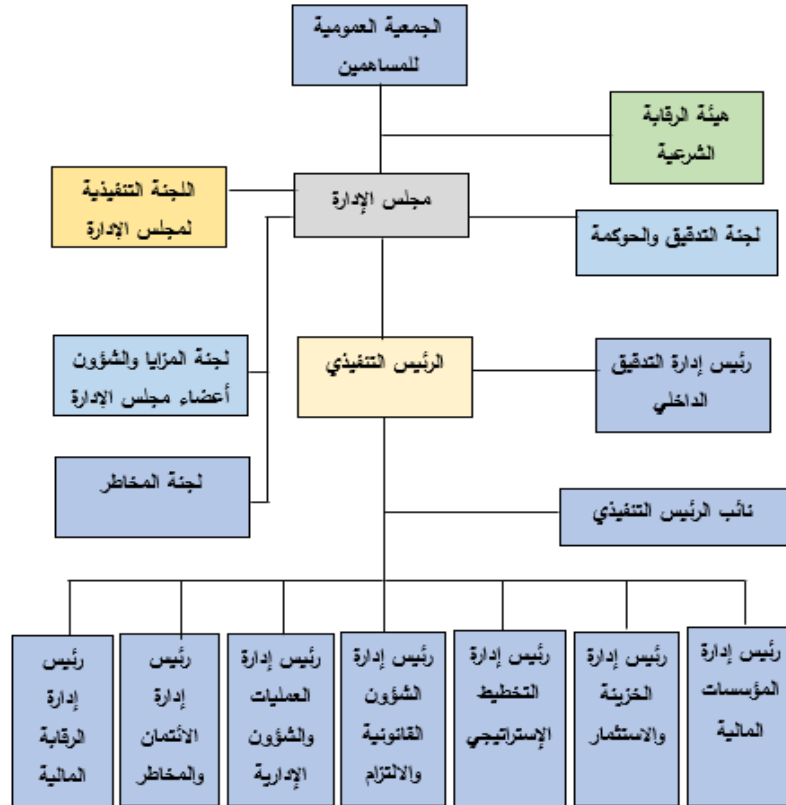 الجمعية العمومية
للمساهمين
هيئة الرقابة
الشرعية
اللجنة التنفيذية
لمجلس الإدارة
مجلس الإدارة
لجنة التدقيق والحوكمة
لجنة المزايا والشؤون
أعضاء مجلس الإدارة
الرئيس التنفيذي
رئيس إدارة التدقيق
الداخلي
لجنة المخاطر
نائب الرئيس التنفيذي
رئيس إدارة
المؤسسات
المالية
رئيس إدارة
الخزينة
والاستثمار
رئيس إدارة
التخطيط
الإستراتيجي
رئيس إدارة
الشؤون
القانونية
والالتزام
رئيس إدارة
العمليات
والشؤون
الإدارية
رئيس
إدارة
الائتمان
والمخاطر
رئيس
إدارة
الرقابة
المالية